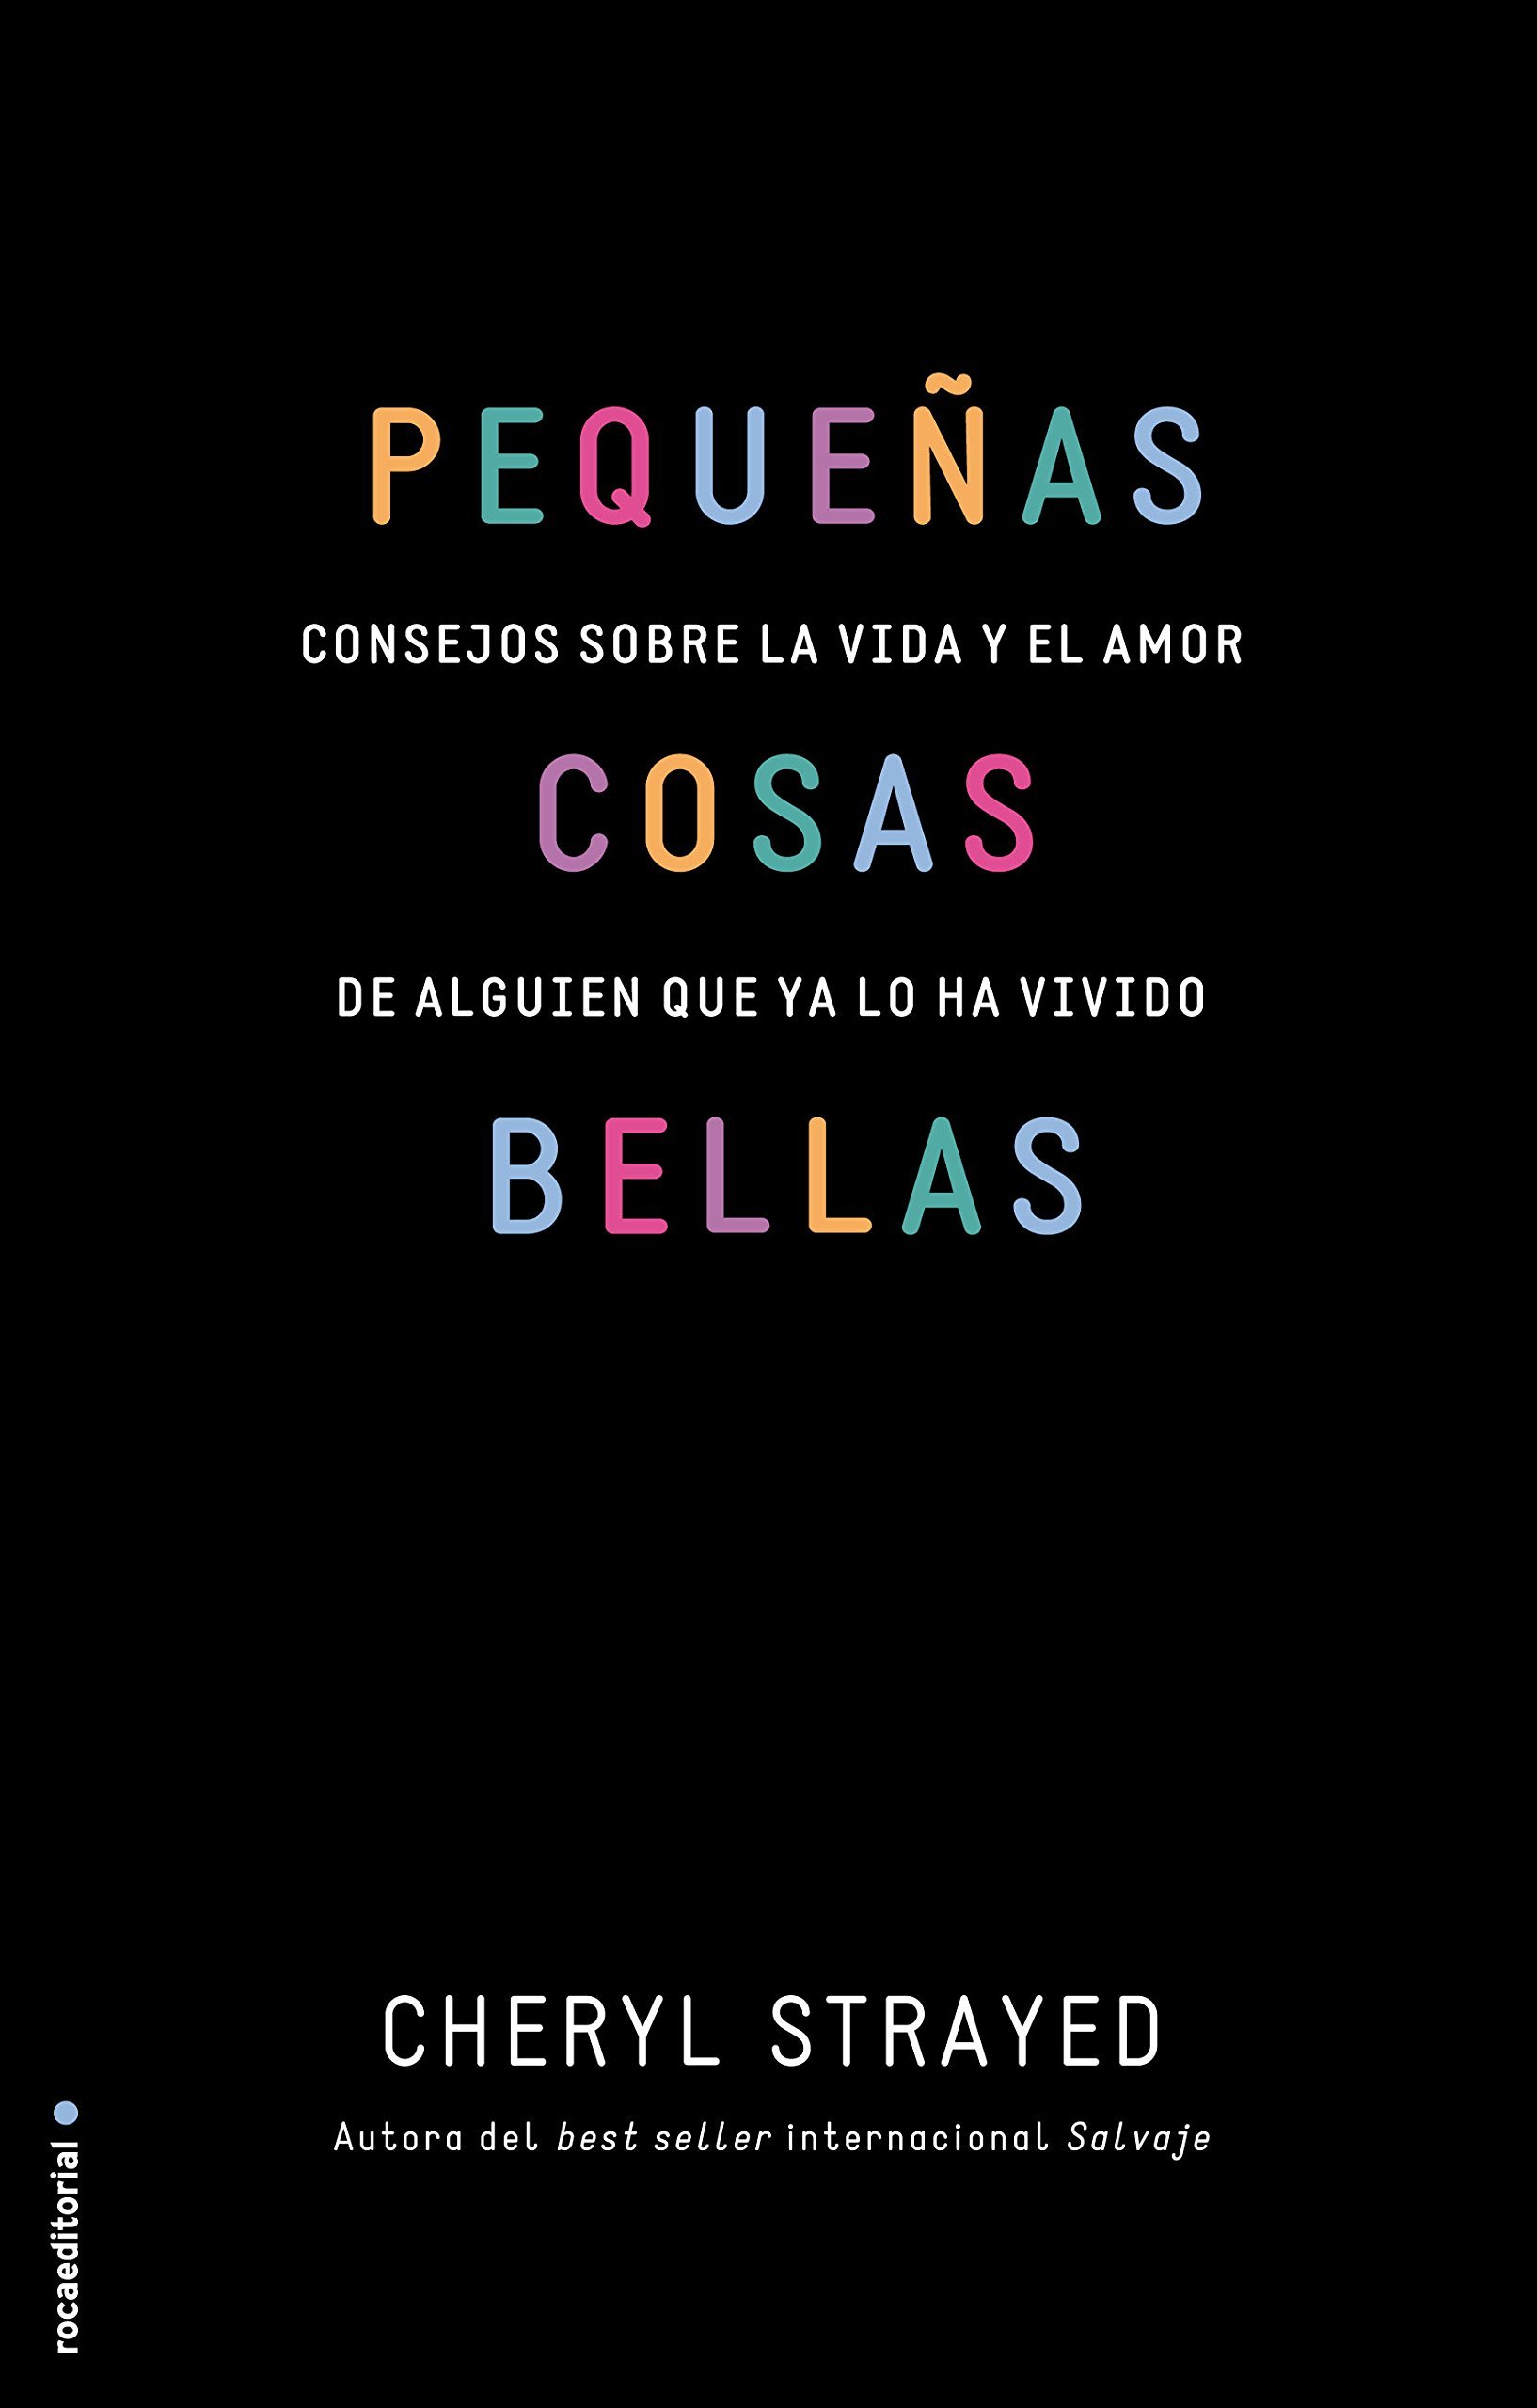 PEQUEÑAS
CONSEJOS SOBRE LA VIDA Y EL AMOR
COSAS
DE ALGUIEN QUE YA LO HA VIVIDO
BELLAS
CHERYL STRAYED
Autora del best seller internacional Salvaje
rocaeditorial